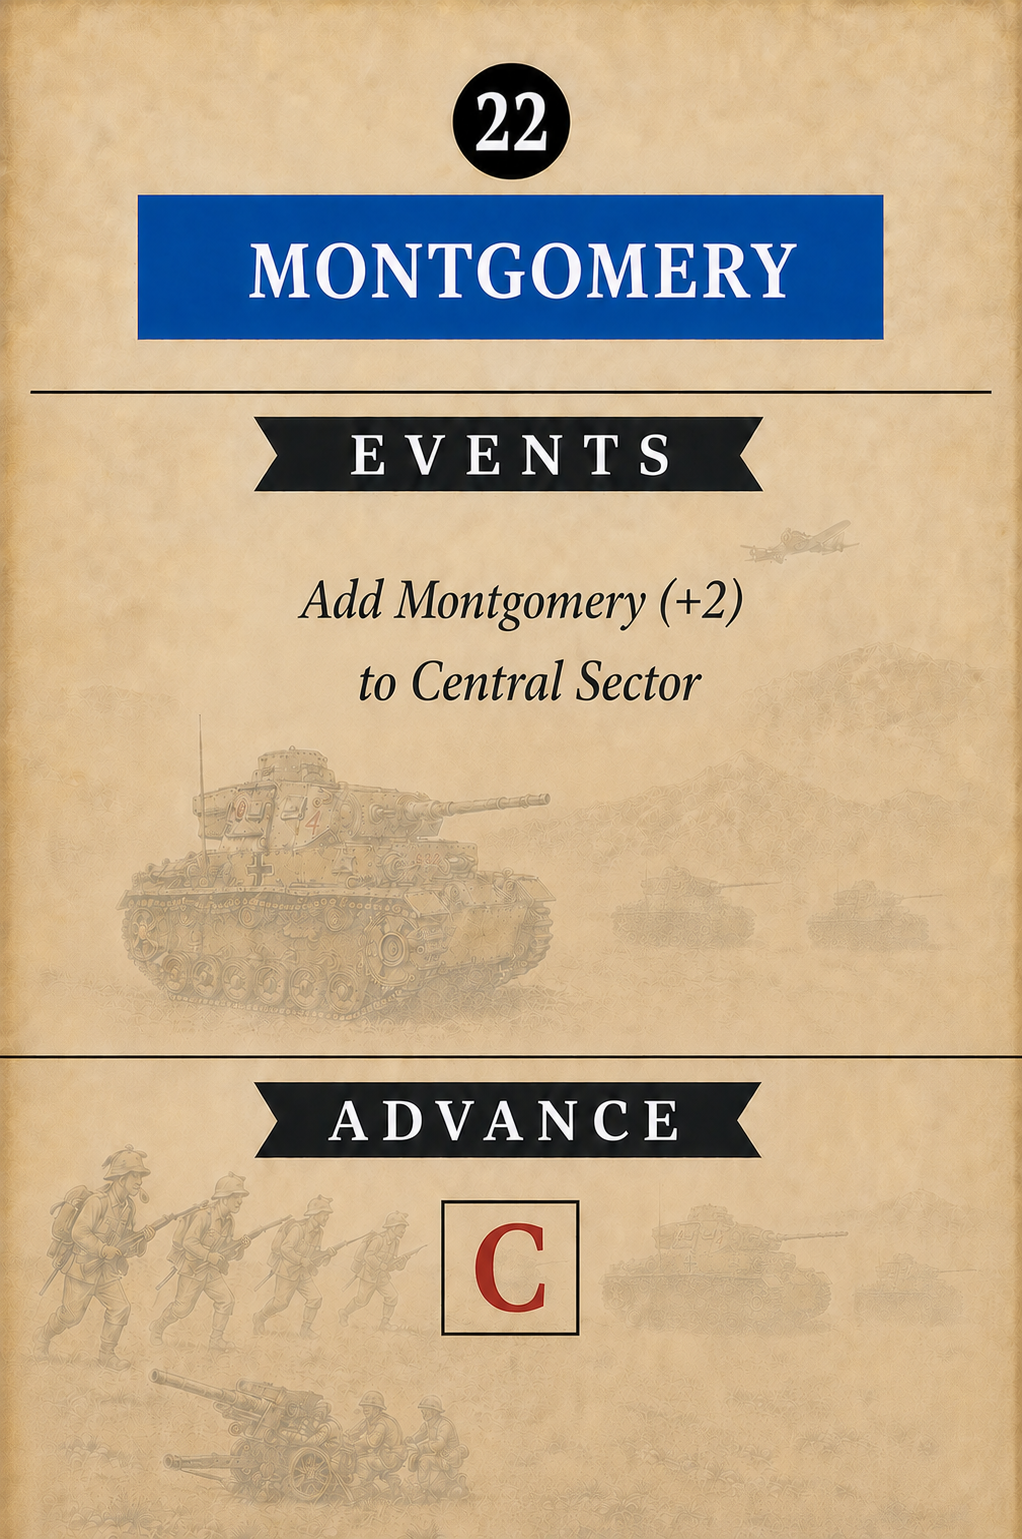 22
MONTGOMERY
EVENTS
Add Montgomery (+2)
to Central Sector
ADVANCE
C